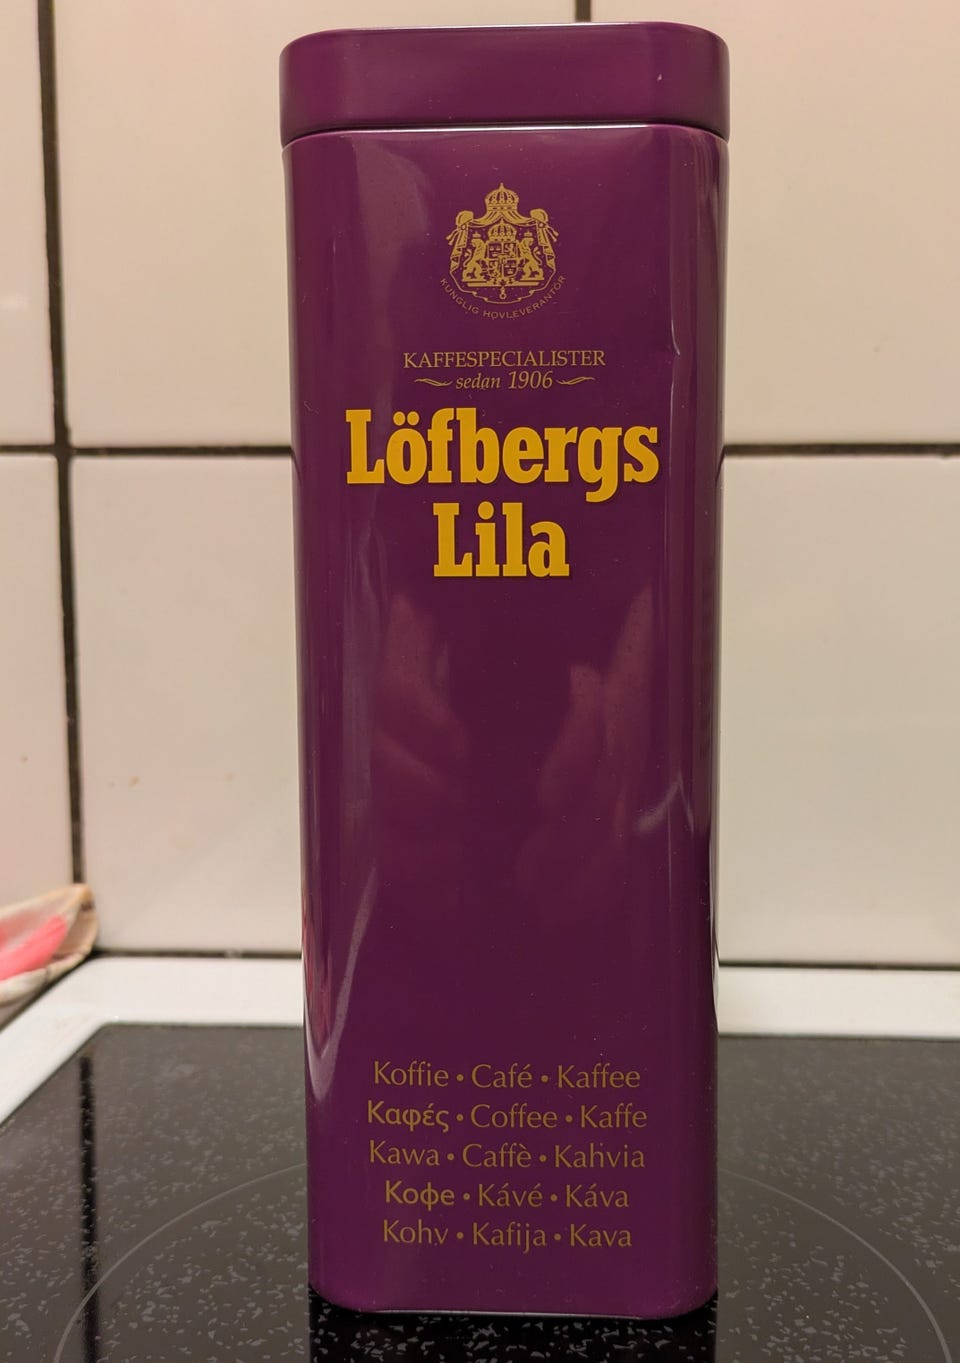 KUNGLIG HOVLEVERANTÖR
KAFFESPECIALISTER
sedan 1906
Löfbergs
Lila
Koffie • Café • Kaffee
Καφές • Coffee • Kaffe
Kawa • Caffè • Kahvia
Кофе • Kávé • Káva
Kohv • Kafija • Kava